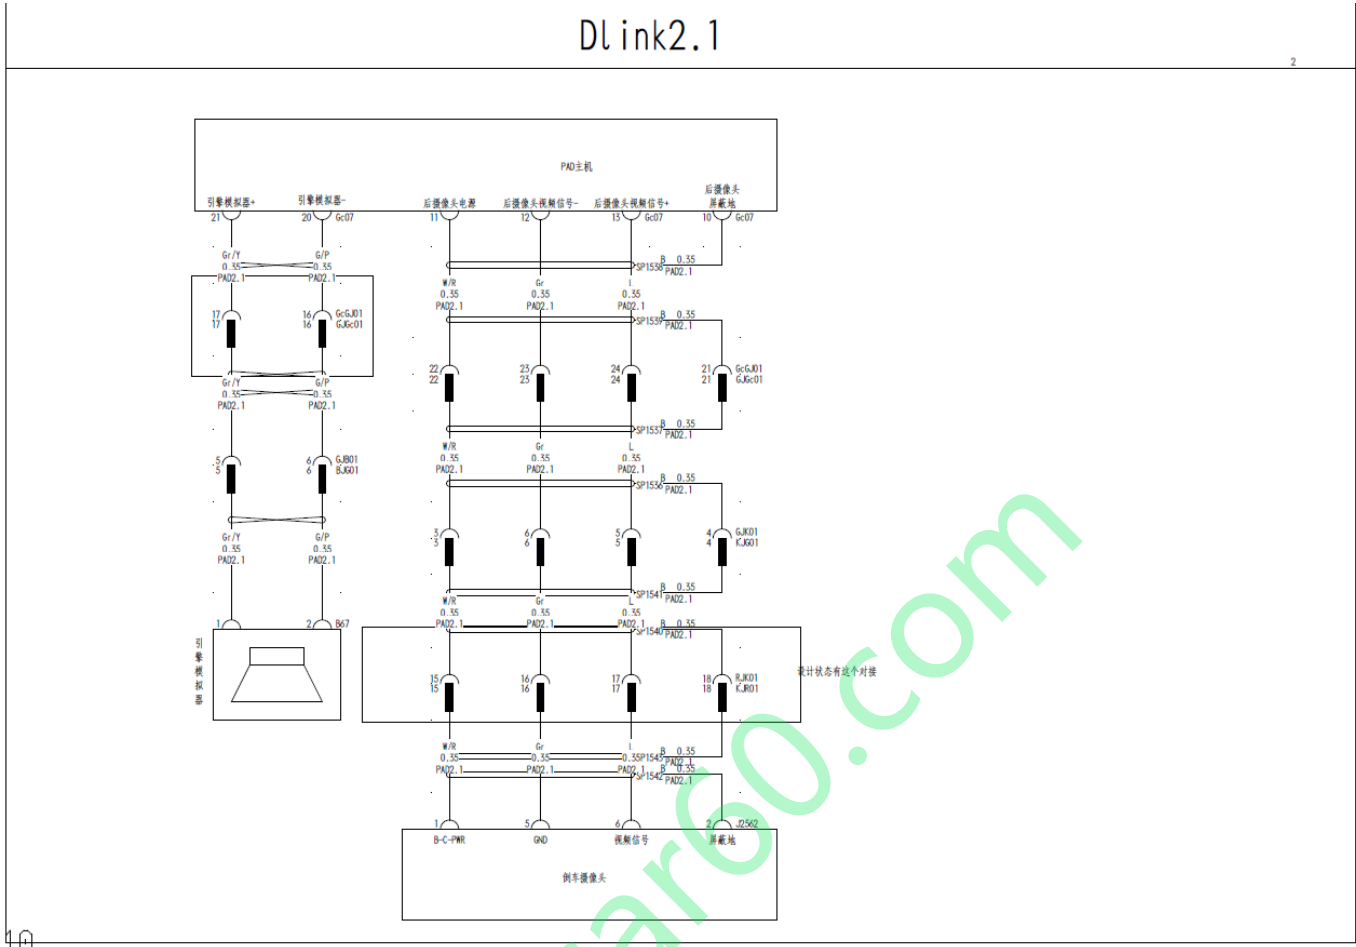 Dlink2.1
2
PAD主机
引擎模拟器+
引擎模拟器-
后摄像头电源
后摄像头视频信号-
后摄像头视频信号+
后摄像头
屏蔽地
21
20 Gc07
11
12
13 Gc07
10 Gc07
Gr/Y
0.35
PAD2.1
G/P
0.35
PAD2.1
SP1538
B 0.35
PAD2.1
W/R
0.35
PAD2.1
Gr
0.35
PAD2.1
L
0.35
PAD2.1
SP1539
B 0.35
PAD2.1
17
17
16 GcGJ01
16 GJGc01
22
22
23
23
24
24
21 GcGJ01
21 GJGc01
Gr/Y
0.35
PAD2.1
G/P
0.35
PAD2.1
SP1537
B 0.35
PAD2.1
W/R
0.35
PAD2.1
Gr
0.35
PAD2.1
L
0.35
PAD2.1
SP1536
B 0.35
PAD2.1
5
5
6 GJB01
6 BJG01
3
3
6
6
5
5
4 GJK01
4 KJG01
Gr/Y
0.35
PAD2.1
G/P
0.35
PAD2.1
SP1541
B 0.35
PAD2.1
W/R
0.35
PAD2.1
Gr
0.35
PAD2.1
L
0.35
PAD2.1
SP1540
B 0.35
PAD2.1
1
2 B67
引擎模拟器
15
15
16
16
17
17
18 RJK01
18 KJR01
设计状态有这个对接
W/R
0.35
PAD2.1
Gr
0.35
PAD2.1
L
0.35
PAD2.1
SP1543
B 0.35
PAD2.1
SP1542
B 0.35
PAD2.1
1
5
6
2 J2562
B-C-PWR
GND
视频信号
屏蔽地
倒车摄像头
ar60.com